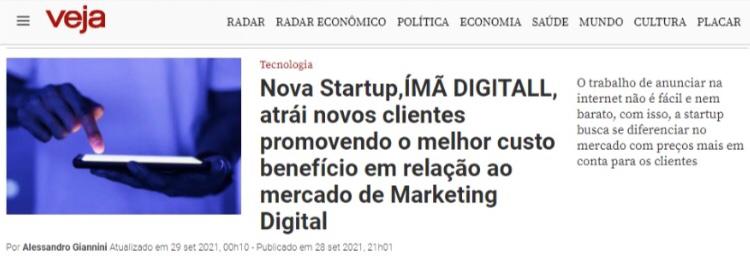 veja RADAR RADAR ECONÔMICO POLÍTICA ECONOMIA SAÚDE MUNDO CULTURA PLACAR
Tecnologia
Nova Startup,ÍMÃ DIGITALL,
atrái novos clientes
promovendo o melhor custo
benefício em relação ao
mercado de Marketing
Digital
O trabalho de anunciar na
internet não é fácil e nem
barato, com isso, a startup
busca se diferenciar no
mercado com preços mais em
conta para os clientes
Por Alessandro Giannini Atualizado em 29 set 2021, 00h10 - Publicado em 28 set 2021, 21h01